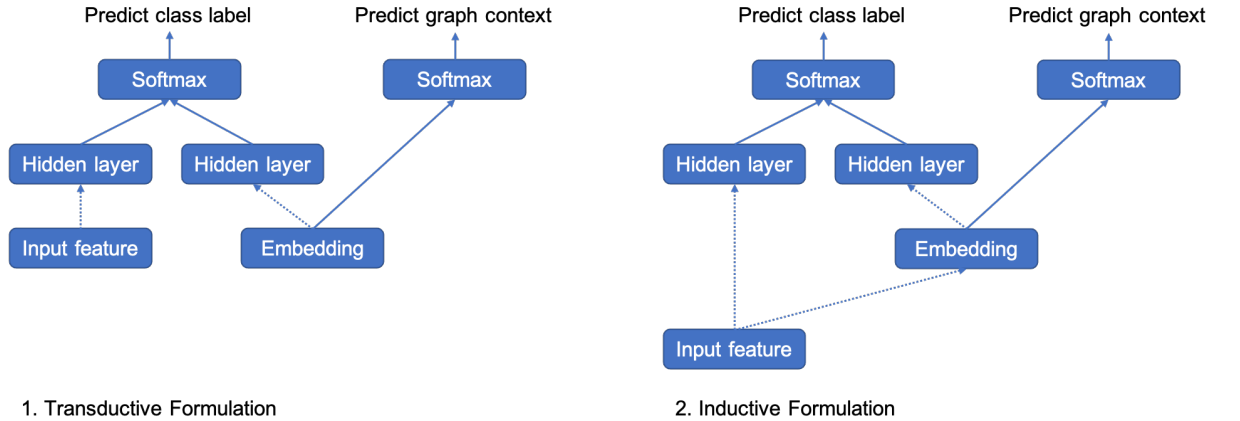 Predict class label
Predict graph context
Softmax
Softmax
Hidden layer
Hidden layer
Input feature
Embedding
1. Transductive Formulation
Predict class label
Predict graph context
Softmax
Softmax
Hidden layer
Hidden layer
Embedding
Input feature
2. Inductive Formulation